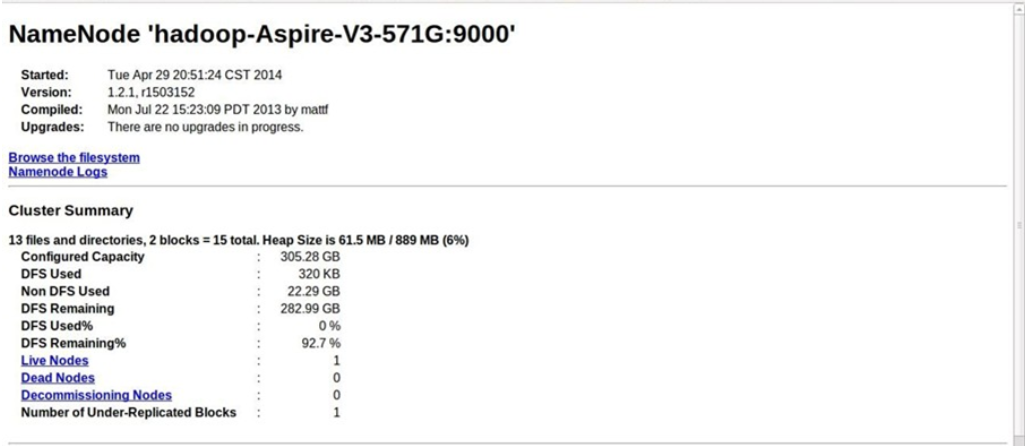 NameNode 'hadoop-Aspire-V3-571G:9000'
Started: Tue Apr 29 20:51:24 CST 2014
Version: 1.2.1, r1503152
Compiled: Mon Jul 22 15:23:09 PDT 2013 by mattf
Upgrades: There are no upgrades in progress.
Browse the filesystem
Namenode Logs
Cluster Summary
13 files and directories, 2 blocks = 15 total. Heap Size is 61.5 MB / 889 MB (6%)
Configured Capacity : 305.28 GB
DFS Used : 320 KB
Non DFS Used : 22.29 GB
DFS Remaining : 282.99 GB
DFS Used% : 0 %
DFS Remaining% : 92.7 %
Live Nodes : 1
Dead Nodes : 0
Decommissioning Nodes : 0
Number of Under-Replicated Blocks : 1